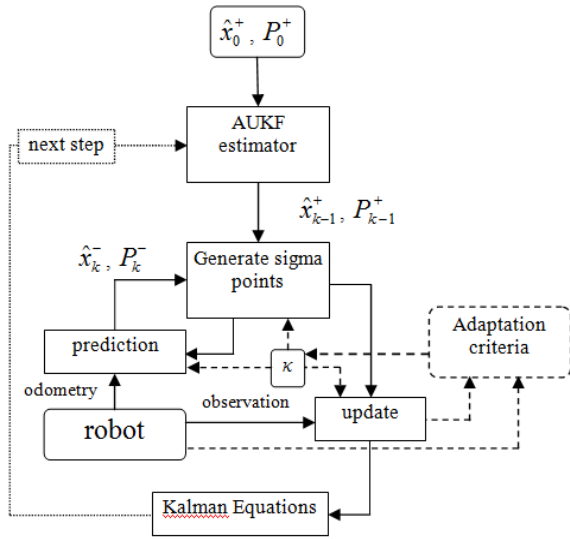 x̂₀⁺ , P₀⁺
AUKF
estimator
next step
x̂ₖ₋₁⁺, Pₖ₋₁⁺
x̂ₖ⁻, Pₖ⁻
Generate sigma
points
Adaptation
criteria
prediction
κ
odometry
observation
update
robot
Kalman Equations